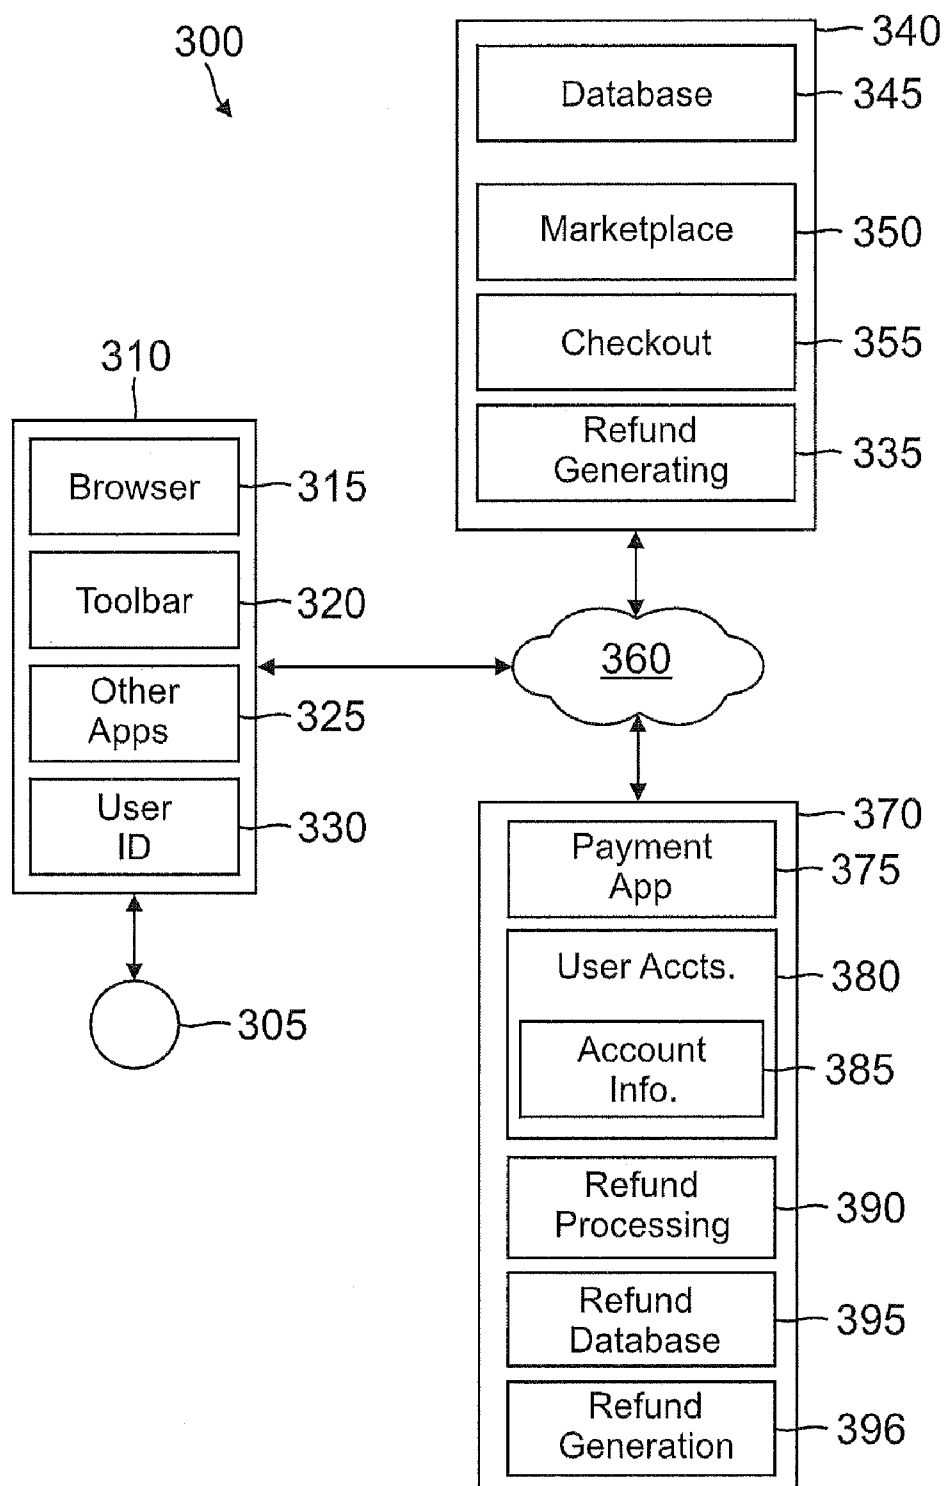 300
340
Database
345
Marketplace
350
Checkout
355
Refund
Generating
335
310
Browser
315
Toolbar
320
Other
Apps
325
User
ID
330
305
360
370
Payment
App
375
User Accts.
380
Account
Info.
385
Refund
Processing
390
Refund
Database
395
Refund
Generation
396